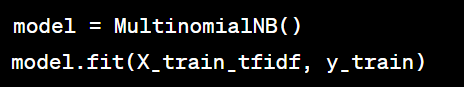 model = MultinomialNB()
model.fit(X_train_tfidf, y_train)